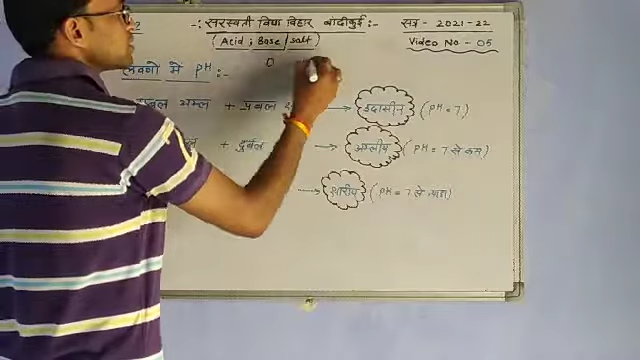 -: सरस्वती विद्या विहार बांदीकुई :- सत्र - 2021-22
(Acid ; Base / salt) Video No - 05
लवणो में pH :-
प्रबल अम्ल + प्रबल → उदासीन (pH = 7)
+ दुर्बल → अम्लीय (pH = 7 से कम)
→ क्षारीय (pH = 7 से ज्यादा)